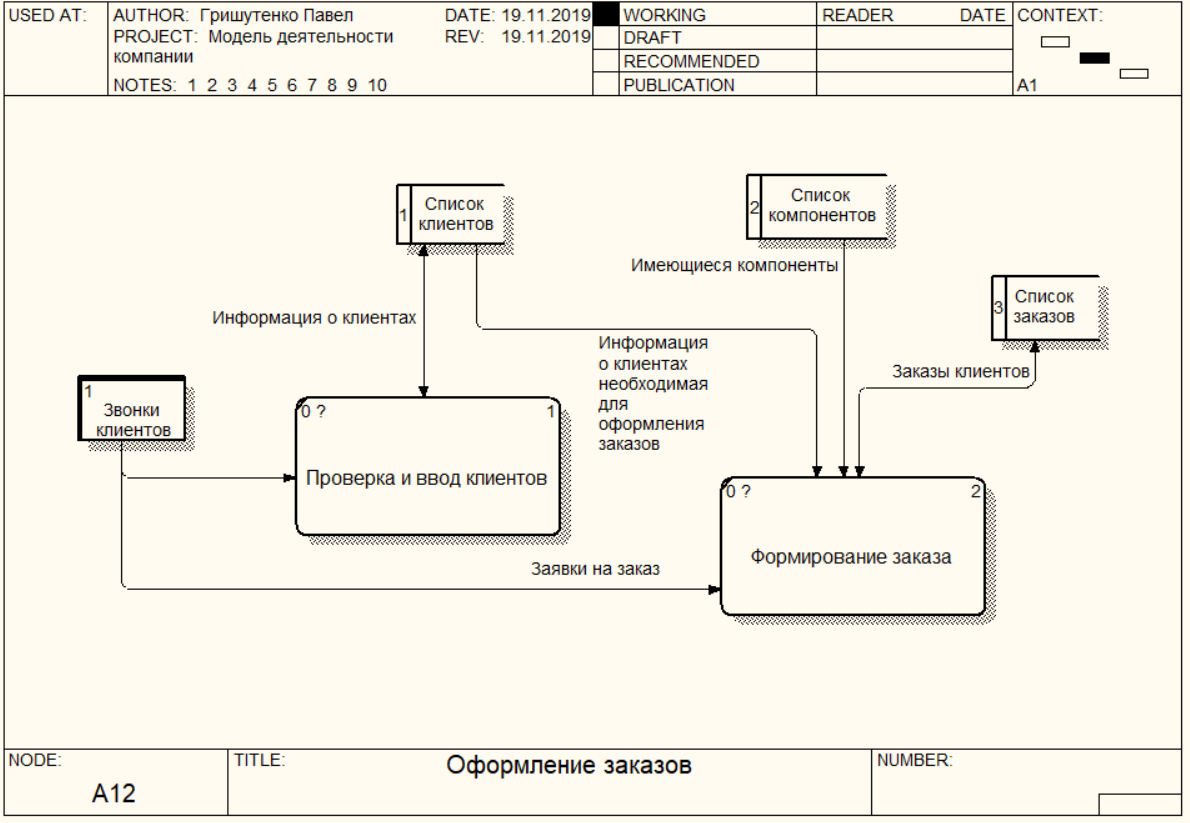 USED AT:
AUTHOR: Гришутенко Павел
DATE: 19.11.2019
PROJECT: Модель деятельности
компании
REV: 19.11.2019
NOTES: 1 2 3 4 5 6 7 8 9 10
WORKING
DRAFT
RECOMMENDED
PUBLICATION
READER
DATE
CONTEXT:
A1
1
Список
клиентов
2
Список
компонентов
Имеющиеся компоненты
3
Список
заказов
Информация о клиентах
Информация
о клиентах
необходимая
для
оформления
заказов
Заказы клиентов
1
Звонки
клиентов
0 ?
1
Проверка и ввод клиентов
0 ?
2
Формирование заказа
Заявки на заказ
NODE:
A12
TITLE:
Оформление заказов
NUMBER: